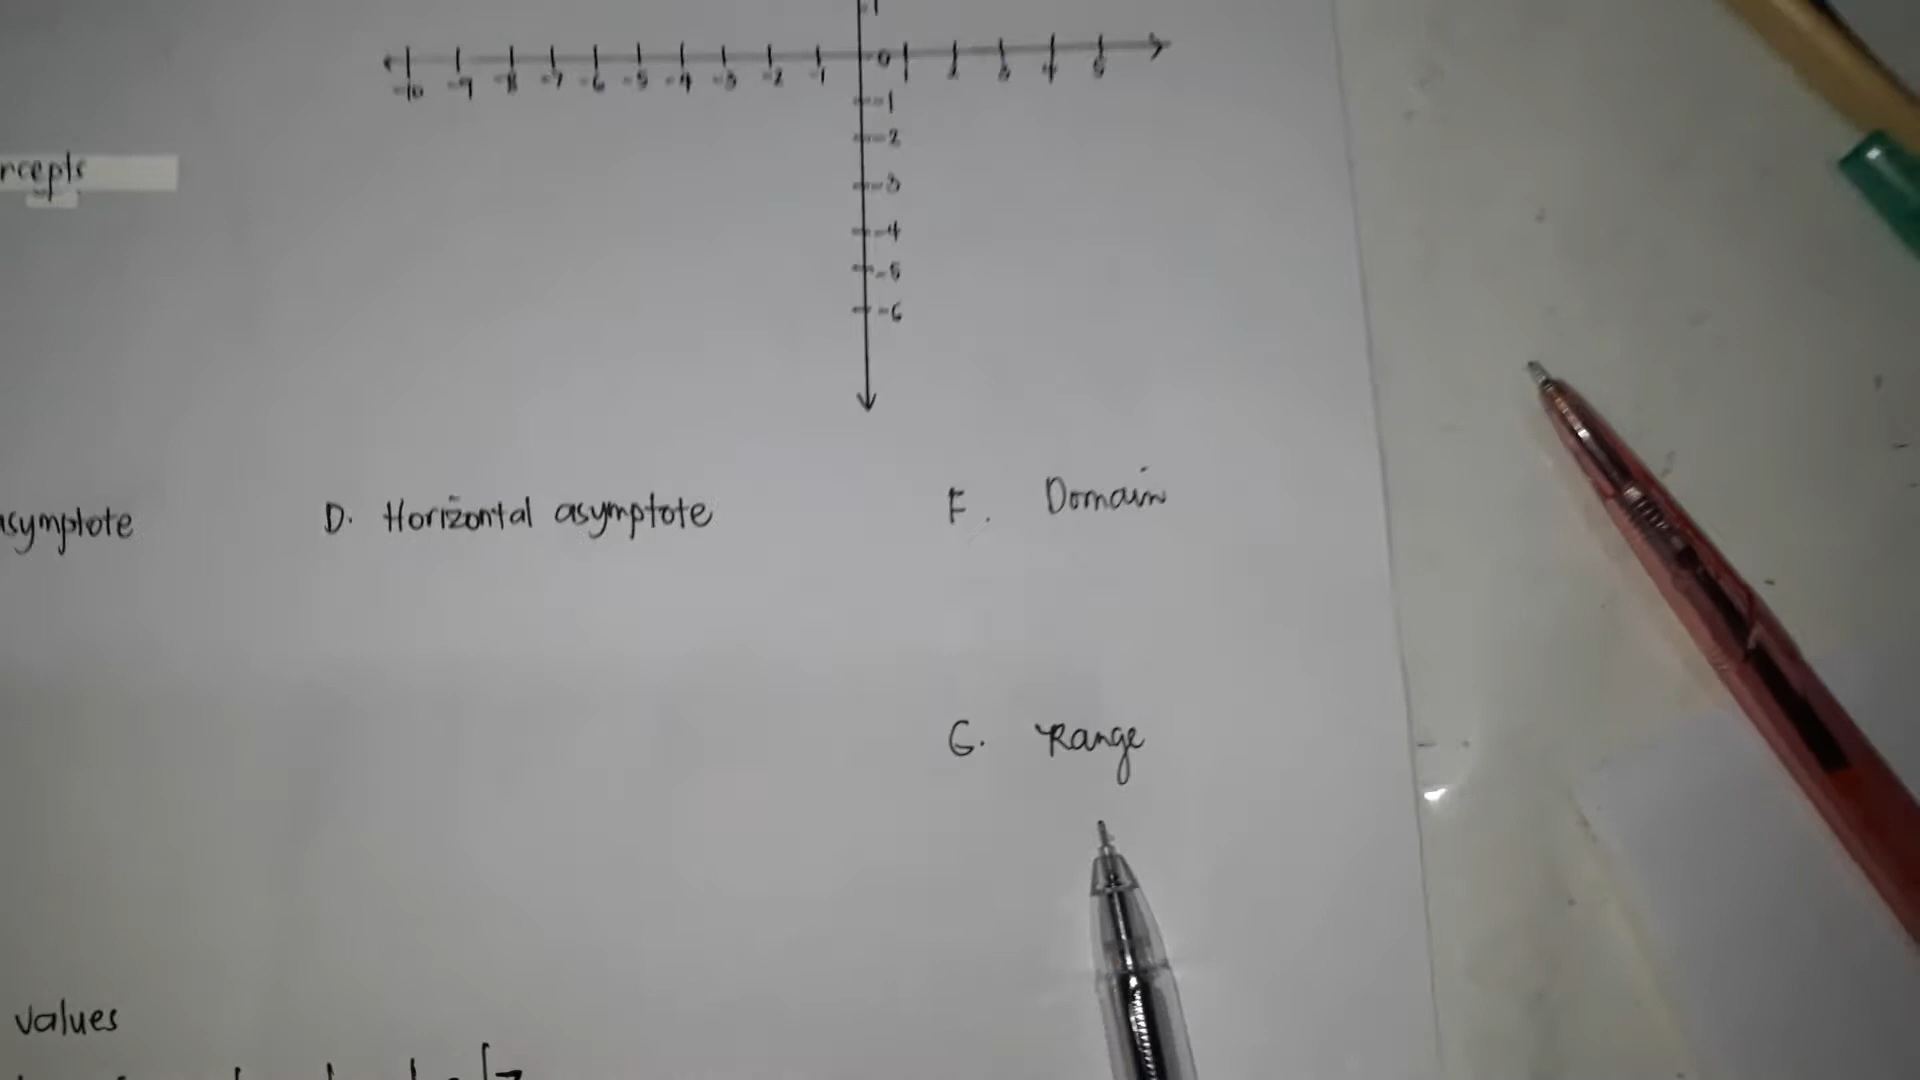 1
-10 -9 -8 -7 -6 -5 -4 -3 -2 -1 0 2 3 4 5
-1
-2
rcepts
-3
-4
-5
-6
symptote D. Horizontal asymptote F. Domain
G. Range
values